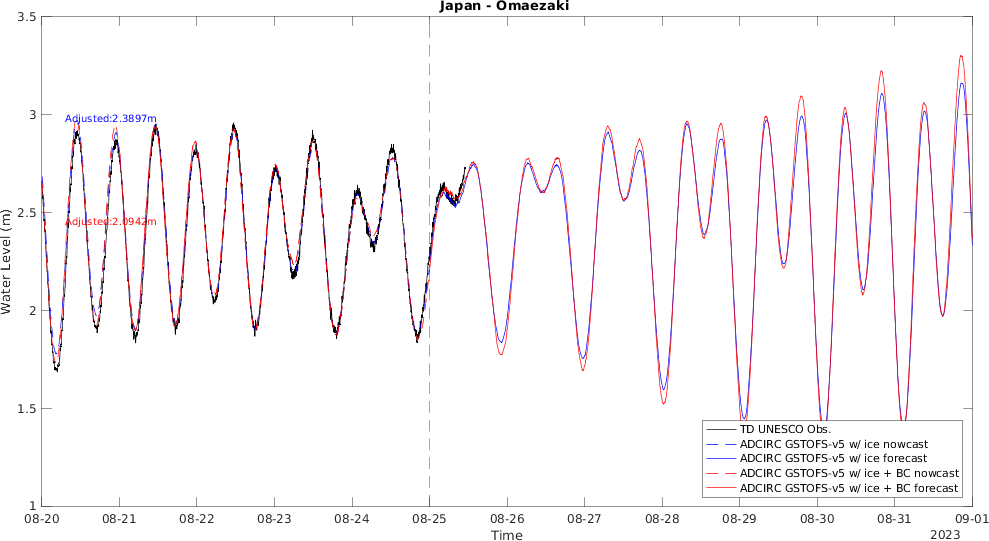 Japan - Omaezaki
3.5
3
2.5
2
1.5
1
Water Level (m)
Adjusted:2.3897m
Adjusted:2.0942m
TD UNESCO Obs.
ADCIRC GSTOFS-v5 w/ ice nowcast
ADCIRC GSTOFS-v5 w/ ice forecast
ADCIRC GSTOFS-v5 w/ ice + BC nowcast
ADCIRC GSTOFS-v5 w/ ice + BC forecast
08-20 08-21 08-22 08-23 08-24 08-25 08-26 08-27 08-28 08-29 08-30 08-31 09-01
Time
2023